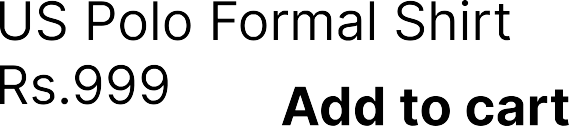 US Polo Formal Shirt
Rs.999
Add to cart